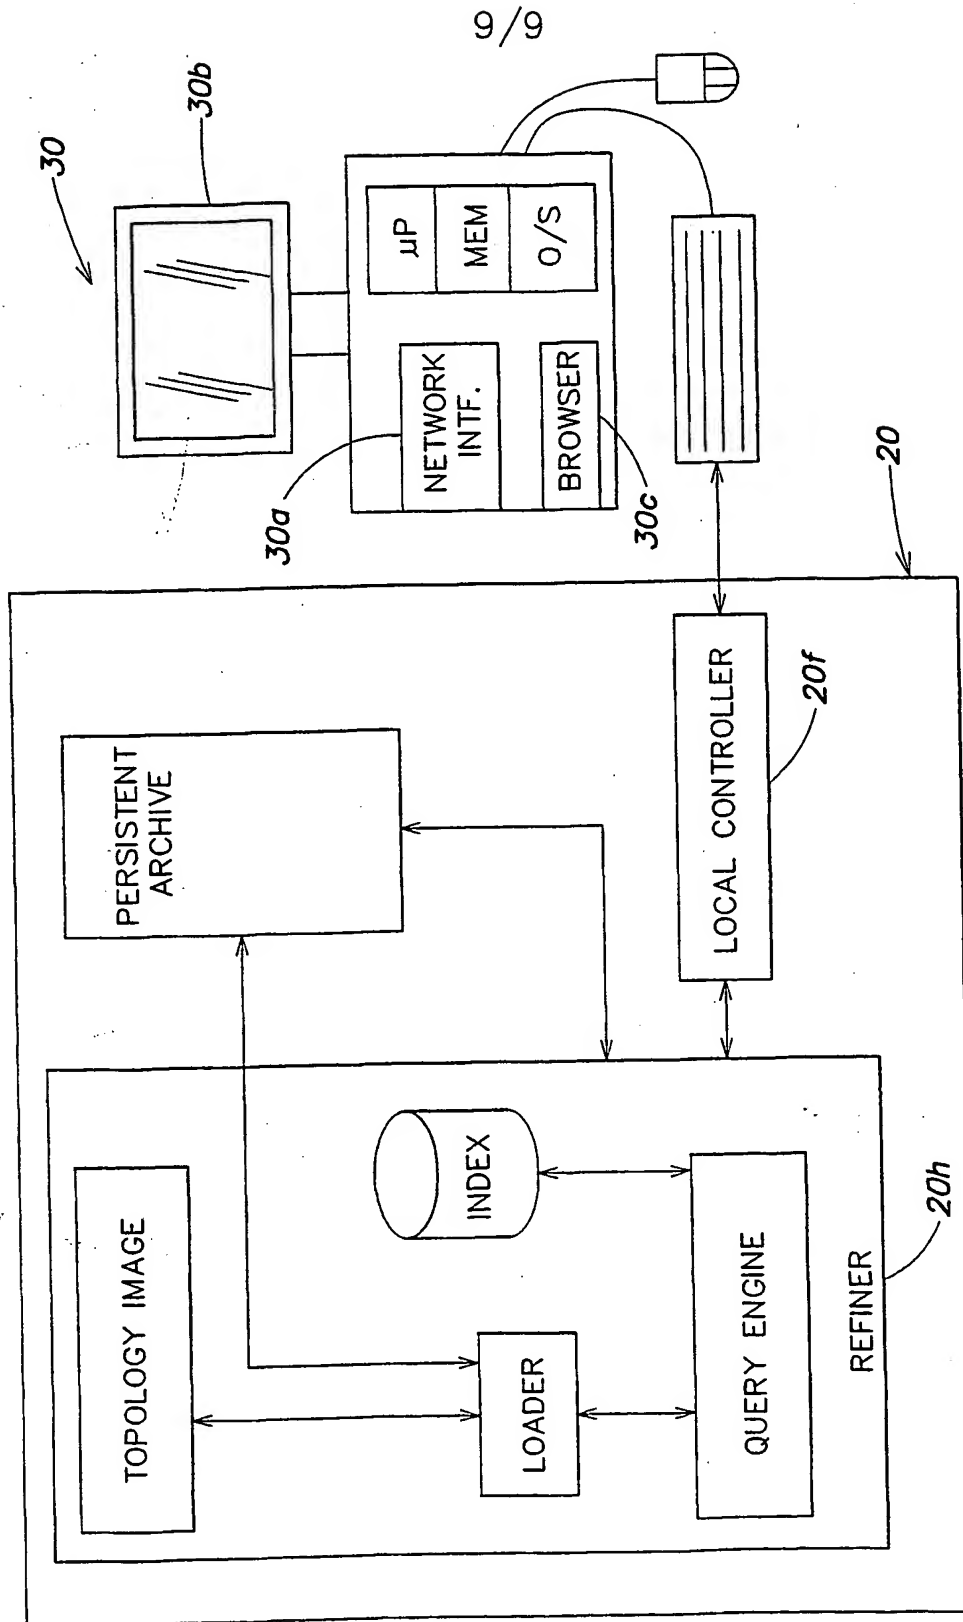 9/9
30
30b
μP
MEM
O/S
NETWORK
INTF.
30a
BROWSER
30c
20
PERSISTENT
ARCHIVE
LOCAL CONTROLLER
20f
TOPOLOGY IMAGE
INDEX
LOADER
QUERY ENGINE
REFINER
20h